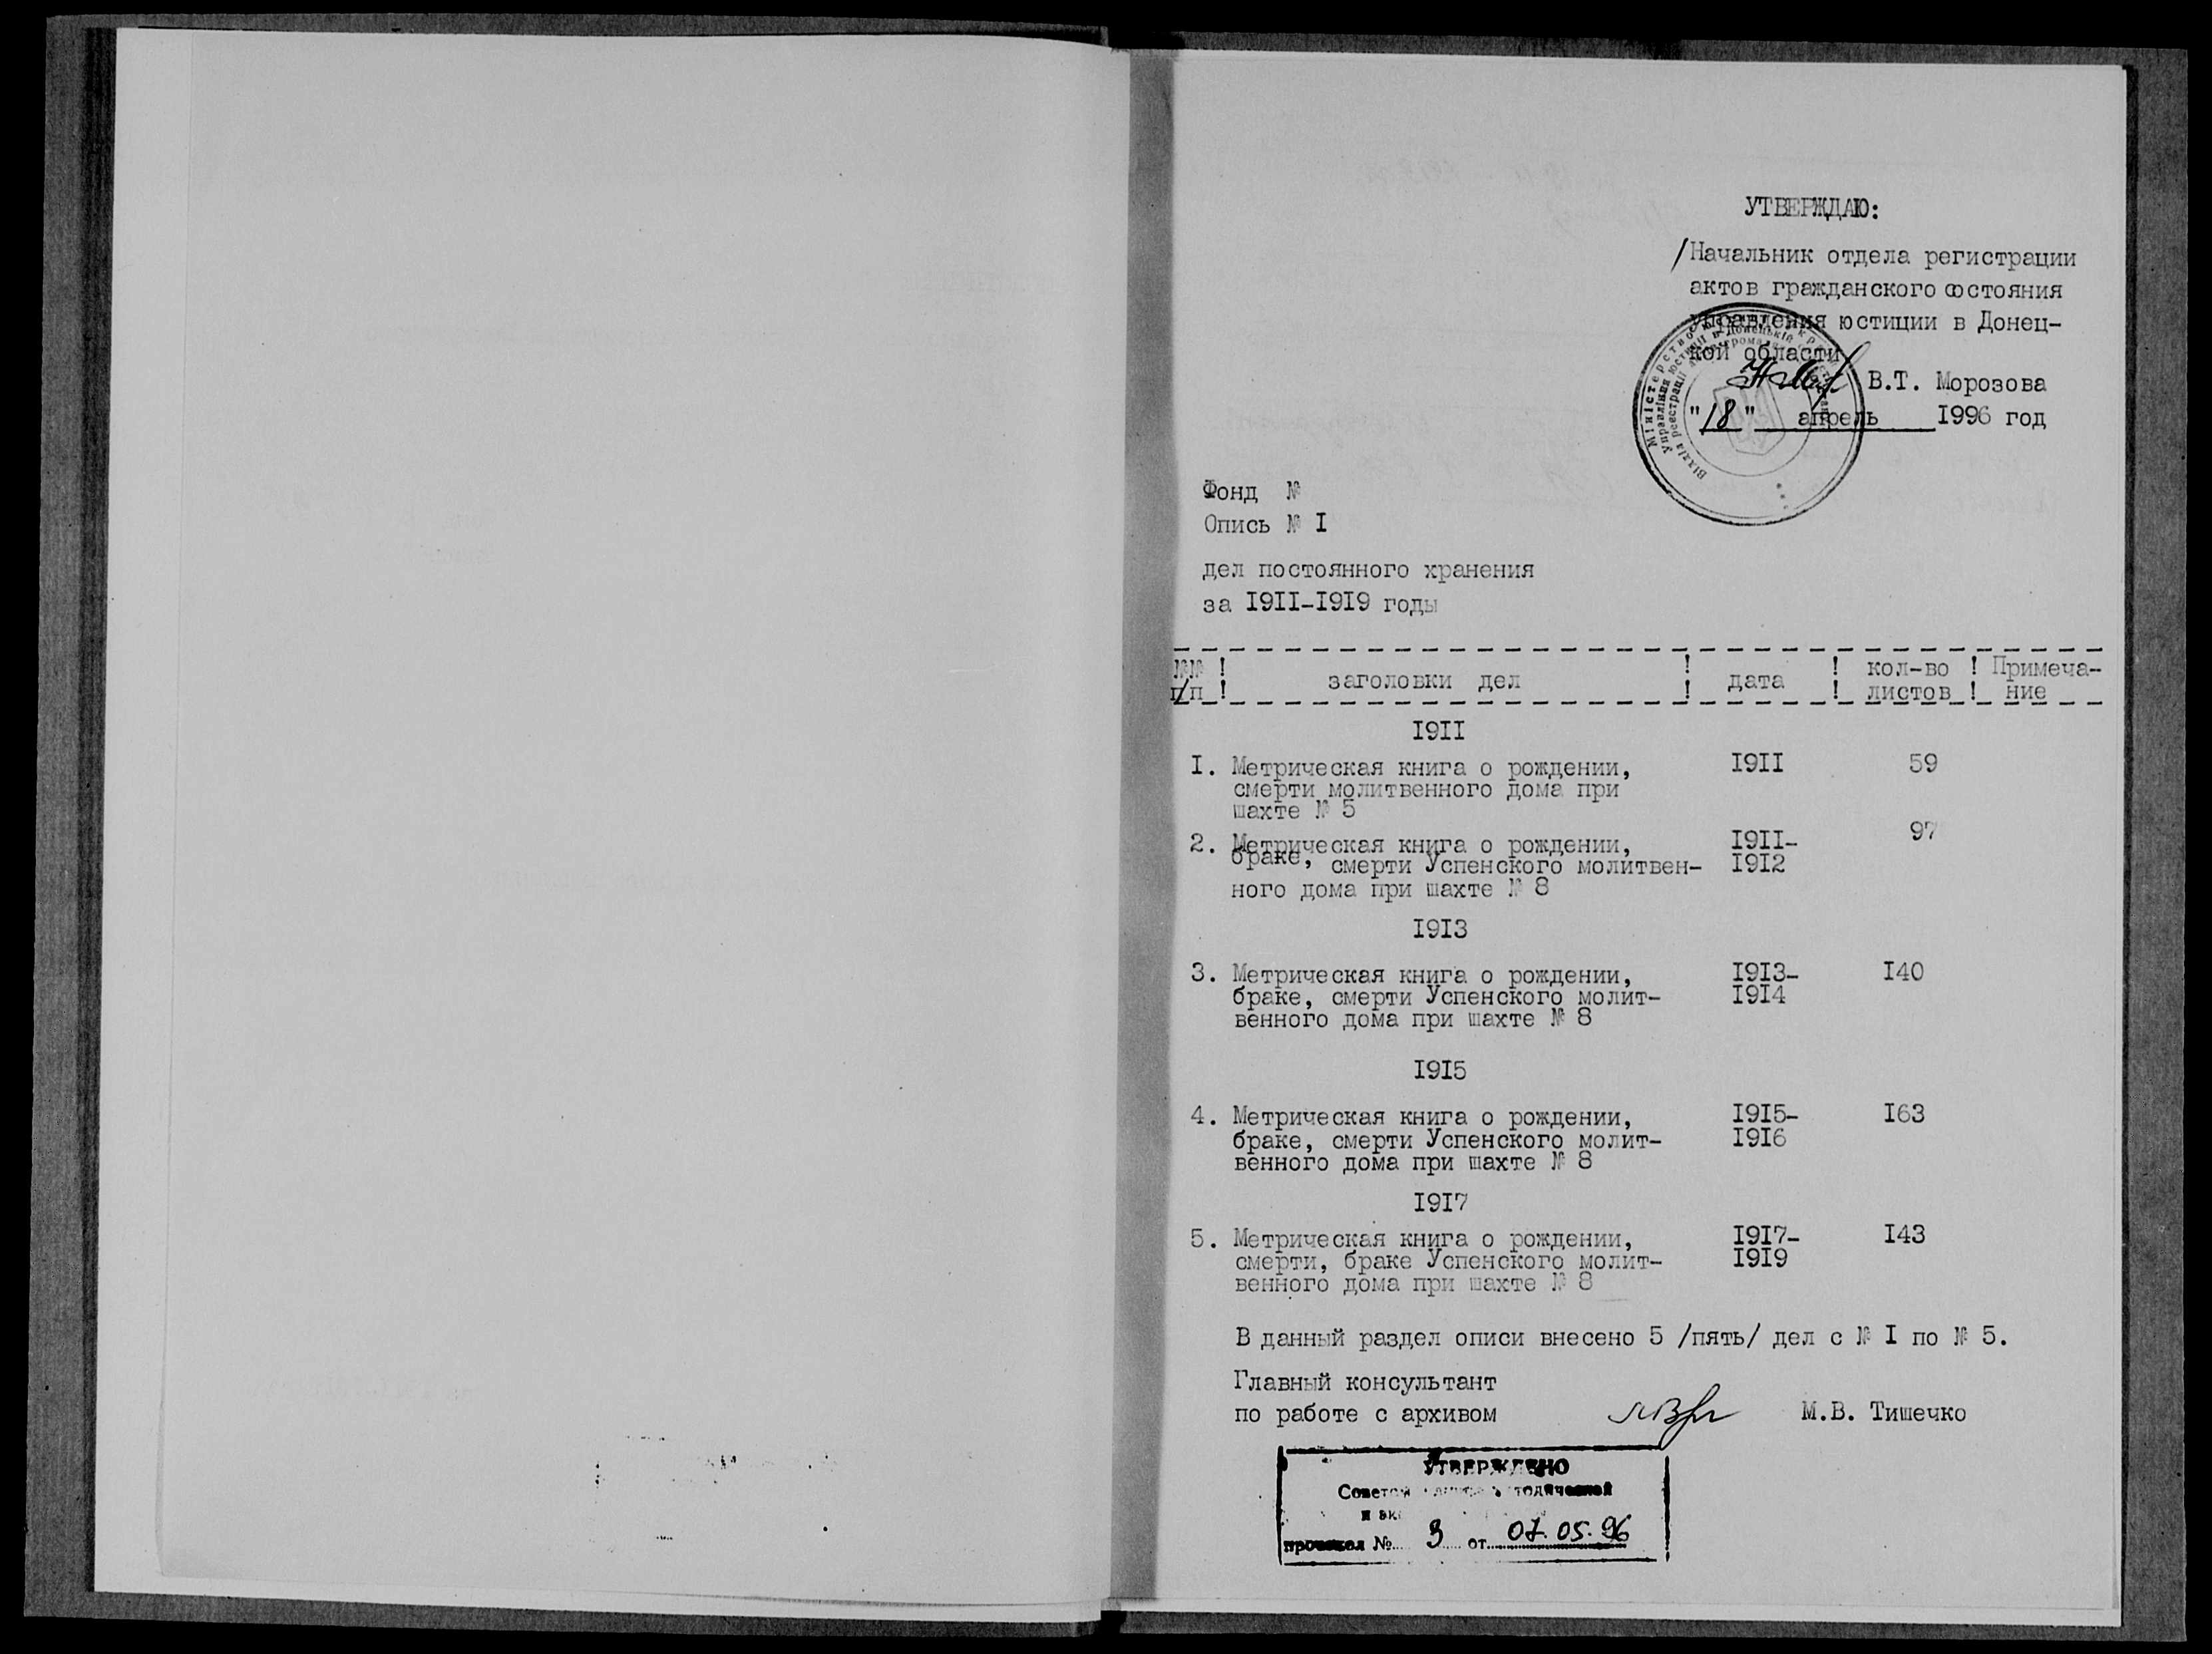 УТВЕРЖДАЮ:
/Начальник отдела регистрации
актов гражданского состояния
управления юстиции в Донец-
кой области
В.Т. Морозова
"18" апрель 1996 год
Фонд №
Опись № I
дел постоянного хранения
за I9II-I9I9 годы
№№ ! заголовки дел ! дата ! кол-во ! Примеча-
п/п ! ! ! листов ! ние
I9II
I. Метрическая книга о рождении, I9II 59
смерти молитвенного дома при
шахте № 5
2. Метрическая книга о рождении, I9II- 97
браке, смерти Успенского молитвен- I9I2
ного дома при шахте № 8
I9I3
3. Метрическая книга о рождении, I9I3- I40
браке, смерти Успенского молит- I9I4
венного дома при шахте № 8
I9I5
4. Метрическая книга о рождении, I9I5- I63
браке, смерти Успенского молит- I9I6
венного дома при шахте № 8
I9I7
5. Метрическая книга о рождении, I9I7- I43
смерти, браке Успенского молит- I9I9
венного дома при шахте № 8
В данный раздел описи внесено 5 /пять/ дел с № I по № 5.
Главный консультант
по работе с архивом М.В. Тишечко
УТВЕРЖДЕНО
протокол № 3 от 07.05.96